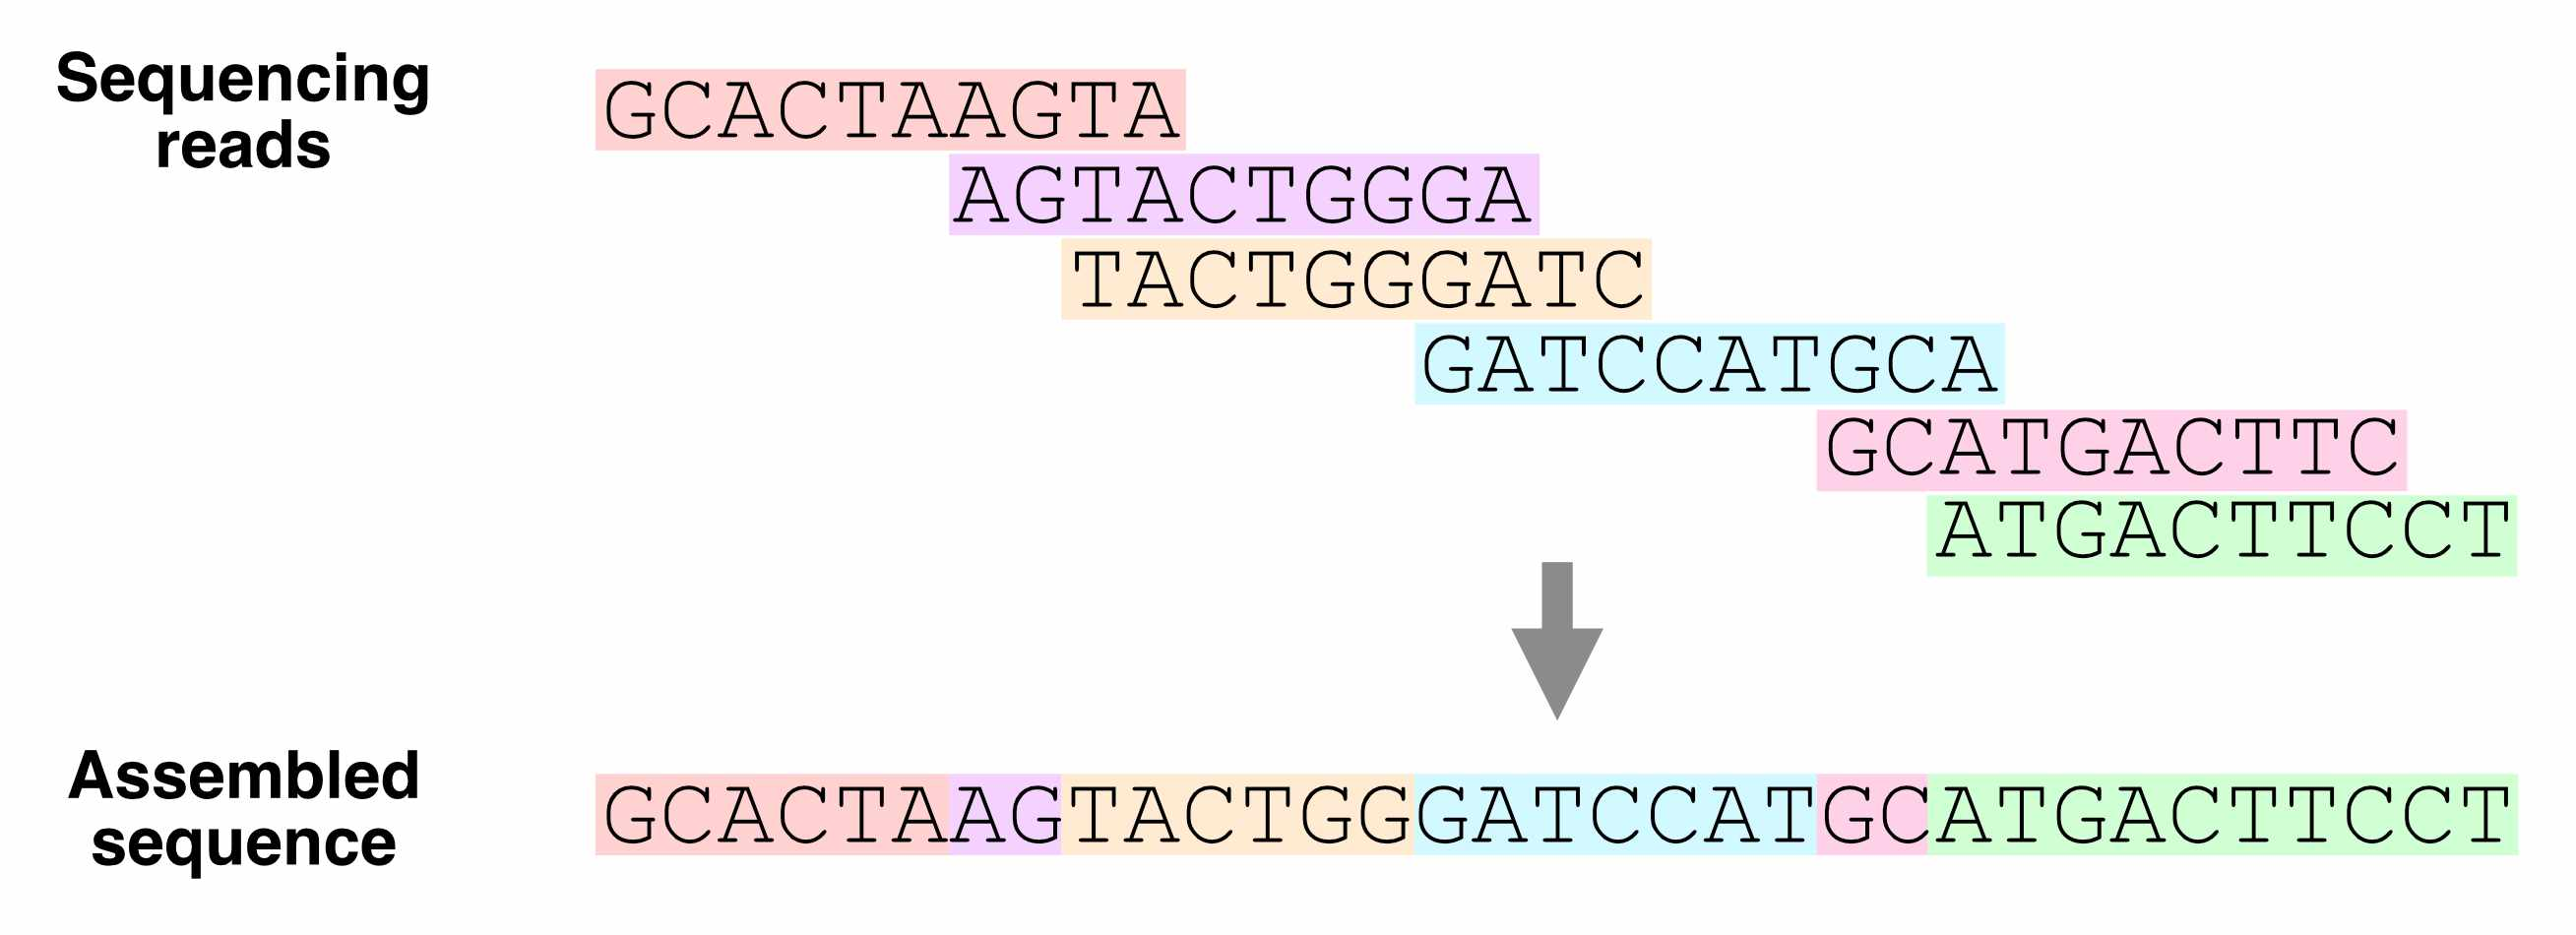 Sequencing
reads
GCACTAAGTA
AGTACTGGGA
TACTGGGATC
GATCCATGCA
GCATGACTTC
ATGACTTCCT
Assembled
sequence
GCACTAAGTACTGGGATCCATGCATGACTTCCT